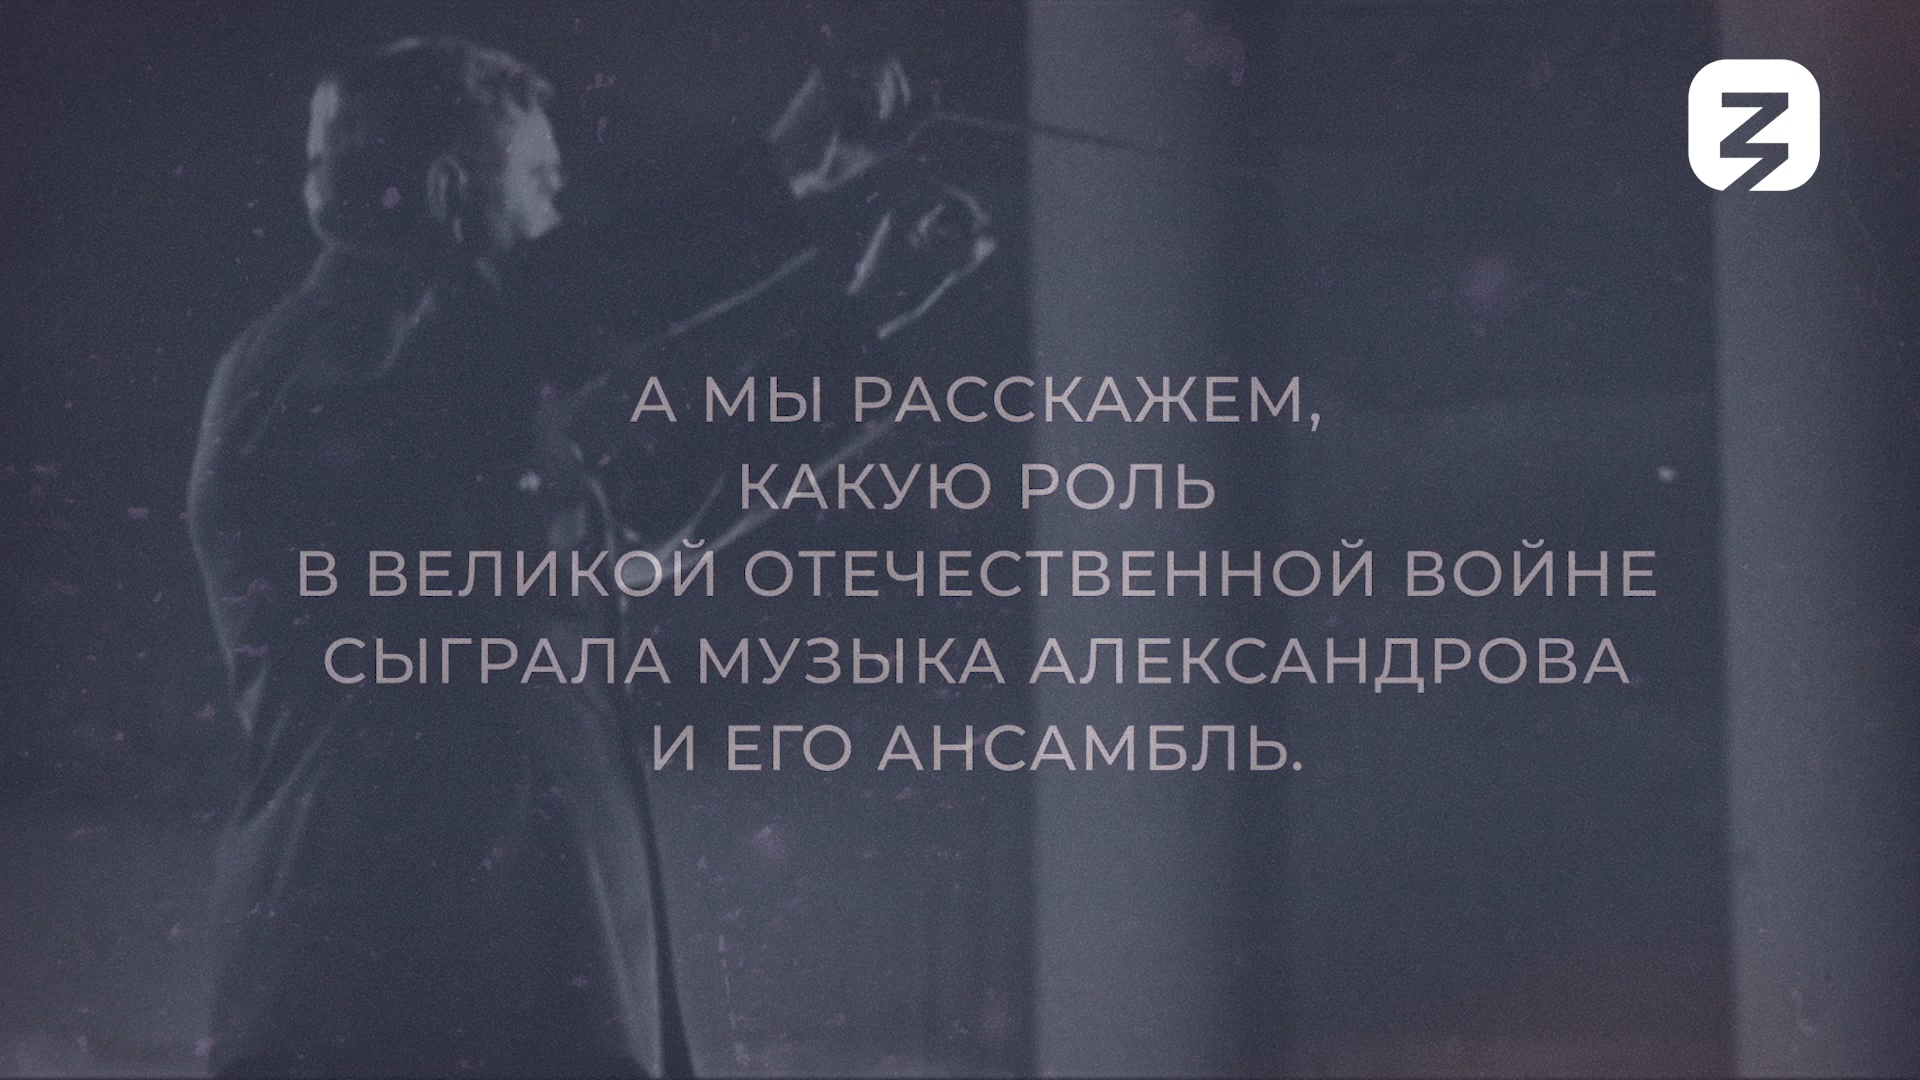 А МЫ РАССКАЖЕМ,
КАКУЮ РОЛЬ
В ВЕЛИКОЙ ОТЕЧЕСТВЕННОЙ ВОЙНЕ
СЫГРАЛА МУЗЫКА АЛЕКСАНДРОВА
И ЕГО АНСАМБЛЬ.